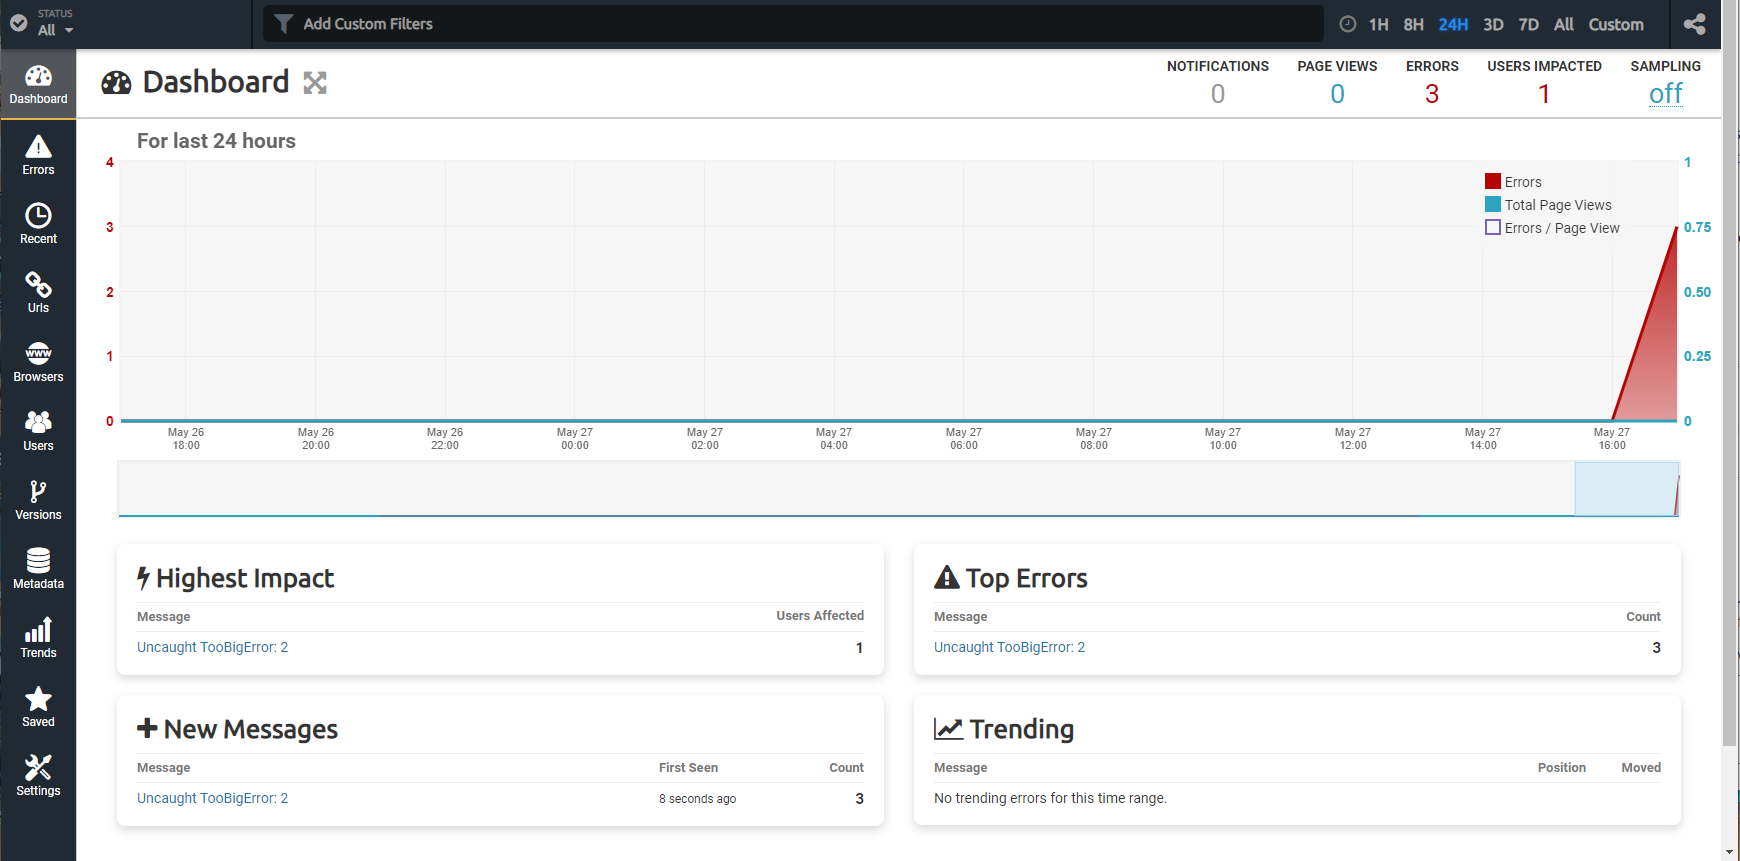 STATUS
All
Add Custom Filters
1H 8H 24H 3D 7D All Custom
Dashboard
Errors
Recent
Urls
www
Browsers
Users
Versions
Metadata
Trends
Saved
Settings
Dashboard
NOTIFICATIONS PAGE VIEWS ERRORS USERS IMPACTED SAMPLING
0 0 3 1 off
For last 24 hours
4
3
2
1
0
1
0.75
0.50
0.25
0
Errors
Total Page Views
Errors / Page View
May 26 May 26 May 26 May 27 May 27 May 27 May 27 May 27 May 27 May 27 May 27 May 27
18:00 20:00 22:00 00:00 02:00 04:00 06:00 08:00 10:00 12:00 14:00 16:00
Highest Impact
Message Users Affected
Uncaught TooBigError: 2 1
Top Errors
Message Count
Uncaught TooBigError: 2 3
New Messages
Message First Seen Count
Uncaught TooBigError: 2 8 seconds ago 3
Trending
Message Position Moved
No trending errors for this time range.